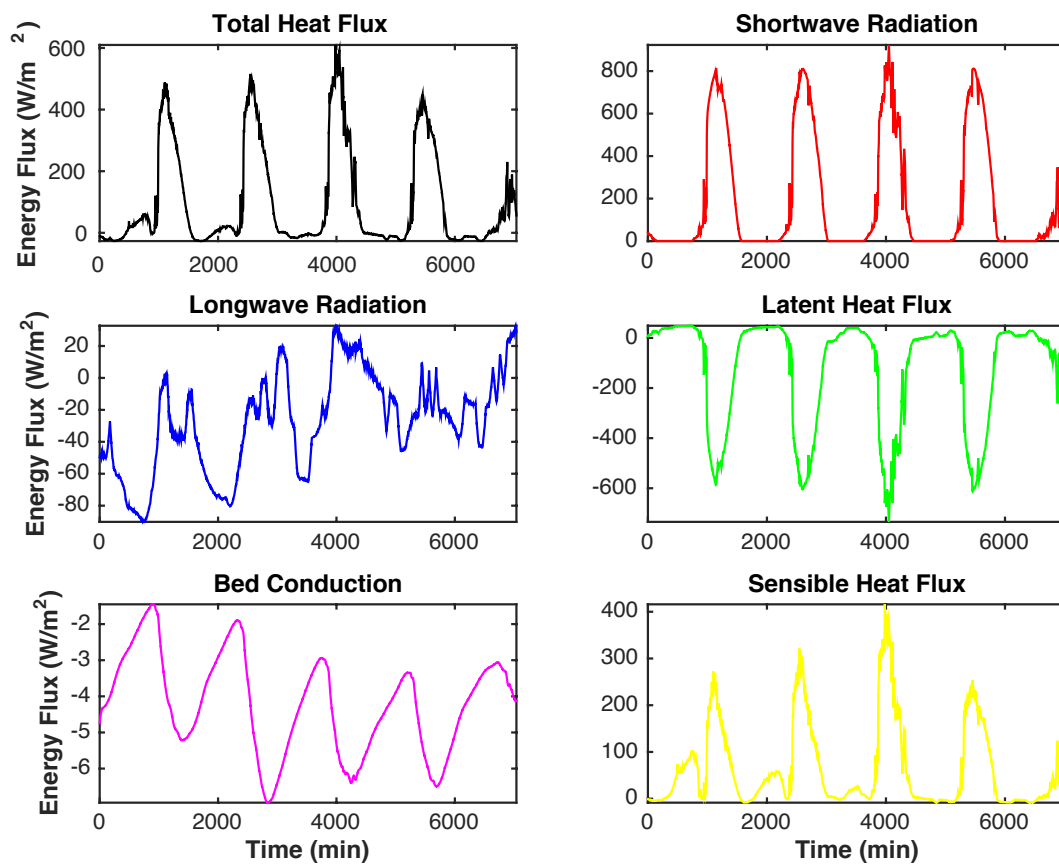 Total Heat Flux
Energy Flux (W/m 2)
600
400
200
0
0 2000 4000 6000
Shortwave Radiation
800
600
400
200
0
0 2000 4000 6000
Longwave Radiation
Energy Flux (W/m2)
20
0
-20
-40
-60
-80
0 2000 4000 6000
Latent Heat Flux
0
-200
-400
-600
0 2000 4000 6000
Bed Conduction
Energy Flux (W/m2)
-2
-3
-4
-5
-6
0 2000 4000 6000
Time (min)
Sensible Heat Flux
400
300
200
100
0
0 2000 4000 6000
Time (min)